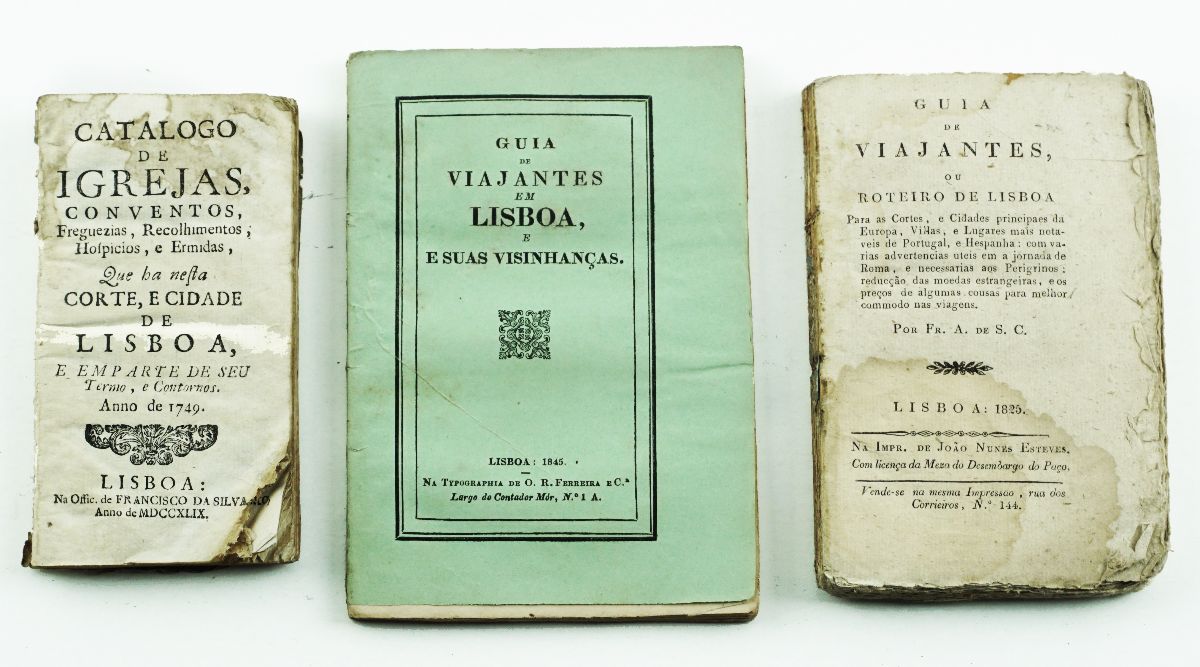 CATALOGO
DE
IGREJAS,
CONVENTOS,
Freguezias, Recolhimentos,
Hoſpicios, e Ermidas,
Que ha neſta
CORTE, E CIDADE
DE
LISBOA,
E EM PARTE DE SEU
Termo, e Contornos.
Anno de 1749.
LISBOA:
Na Offic. de FRANCISCO DA SILVA.
Anno de MDCCXLIX.
GUIA
DE
VIAJANTES
EM
LISBOA,
E
E SUAS VISINHANÇAS.
LISBOA: 1845.
NA TYPOGRAPHIA DE O. R. FERREIRA E C.ª
Largo do Contador Mór, N.º 1 A.
GUIA
DE
VIAJANTES,
OU
ROTEIRO DE LISBOA
Para as Cortes, e Cidades principaes da
Europa, Villas, e Lugares mais nota-
veis de Portugal, e Hespanha: com va-
rias advertencias uteis em a jornada de
Roma, e necessarias aos Perigrinos;
reducção das moedas estrangeiras, e os
preços de algumas cousas para melhor
commodo nas viagens.
POR FR. A. DE S. C.
LISBOA: 1825.
NA IMPR. DE JOÃO NUNES ESTEVES.
Com licença da Meza do Desembargo do Paço.
Vende-se na mesma Impressão, rua dos
Corrieiros, N.º 144.